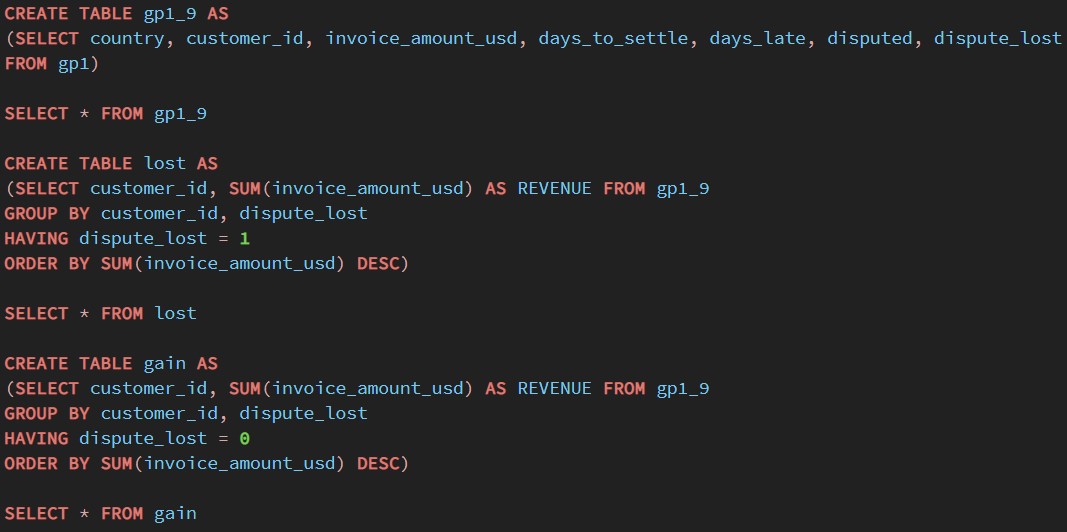 CREATE TABLE gp1_9 AS
(SELECT country, customer_id, invoice_amount_usd, days_to_settle, days_late, disputed, dispute_lost
FROM gp1)
SELECT * FROM gp1_9
CREATE TABLE lost AS
(SELECT customer_id, SUM(invoice_amount_usd) AS REVENUE FROM gp1_9
GROUP BY customer_id, dispute_lost
HAVING dispute_lost = 1
ORDER BY SUM(invoice_amount_usd) DESC)
SELECT * FROM lost
CREATE TABLE gain AS
(SELECT customer_id, SUM(invoice_amount_usd) AS REVENUE FROM gp1_9
GROUP BY customer_id, dispute_lost
HAVING dispute_lost = 0
ORDER BY SUM(invoice_amount_usd) DESC)
SELECT * FROM gain